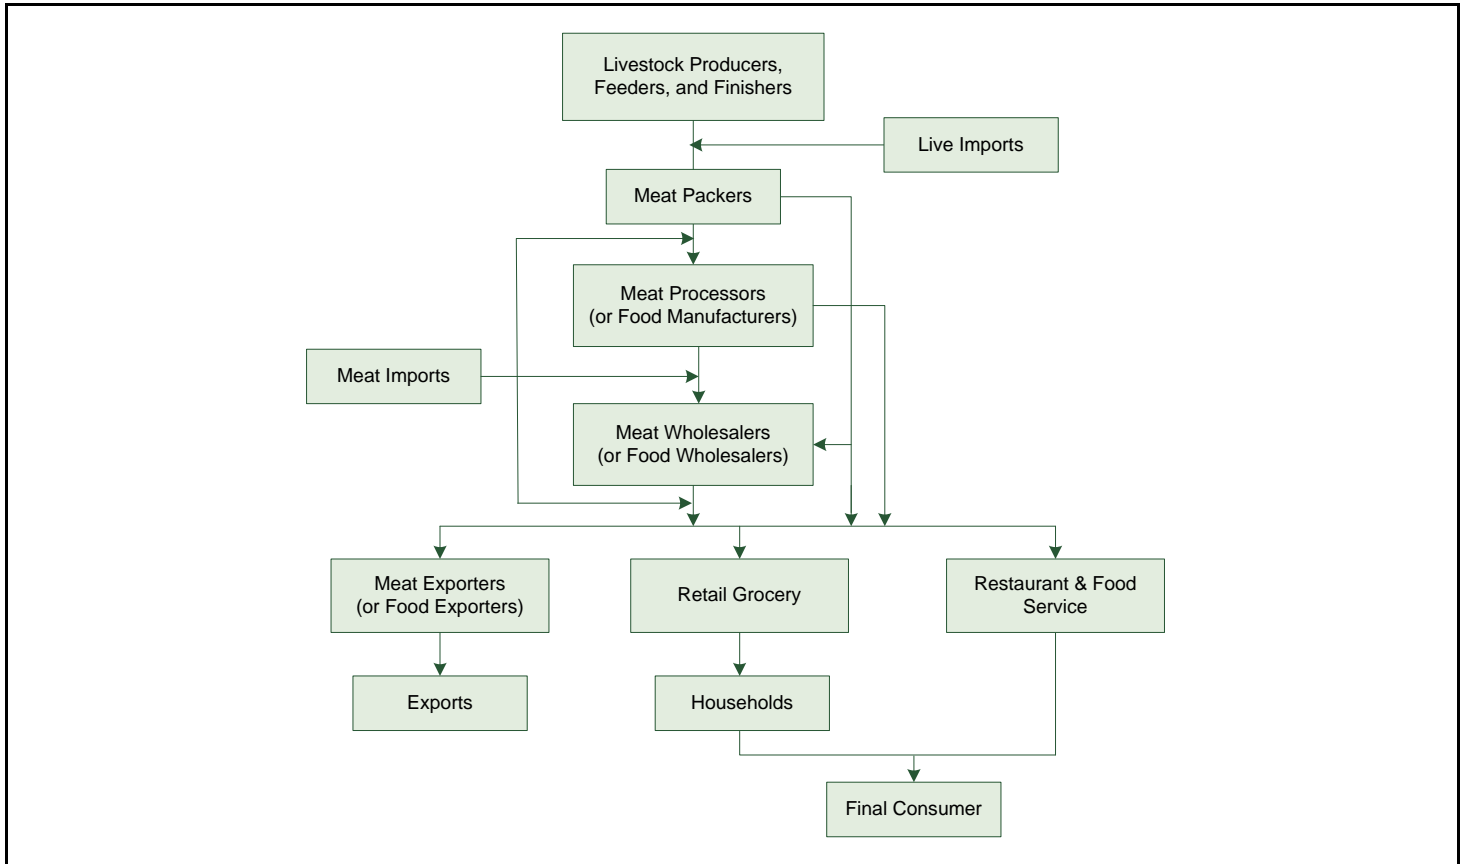 Livestock Producers,
Feeders, and Finishers
Live Imports
Meat Packers
Meat Processors
(or Food Manufacturers)
Meat Imports
Meat Wholesalers
(or Food Wholesalers)
Meat Exporters
(or Food Exporters)
Retail Grocery
Restaurant & Food
Service
Exports
Households
Final Consumer